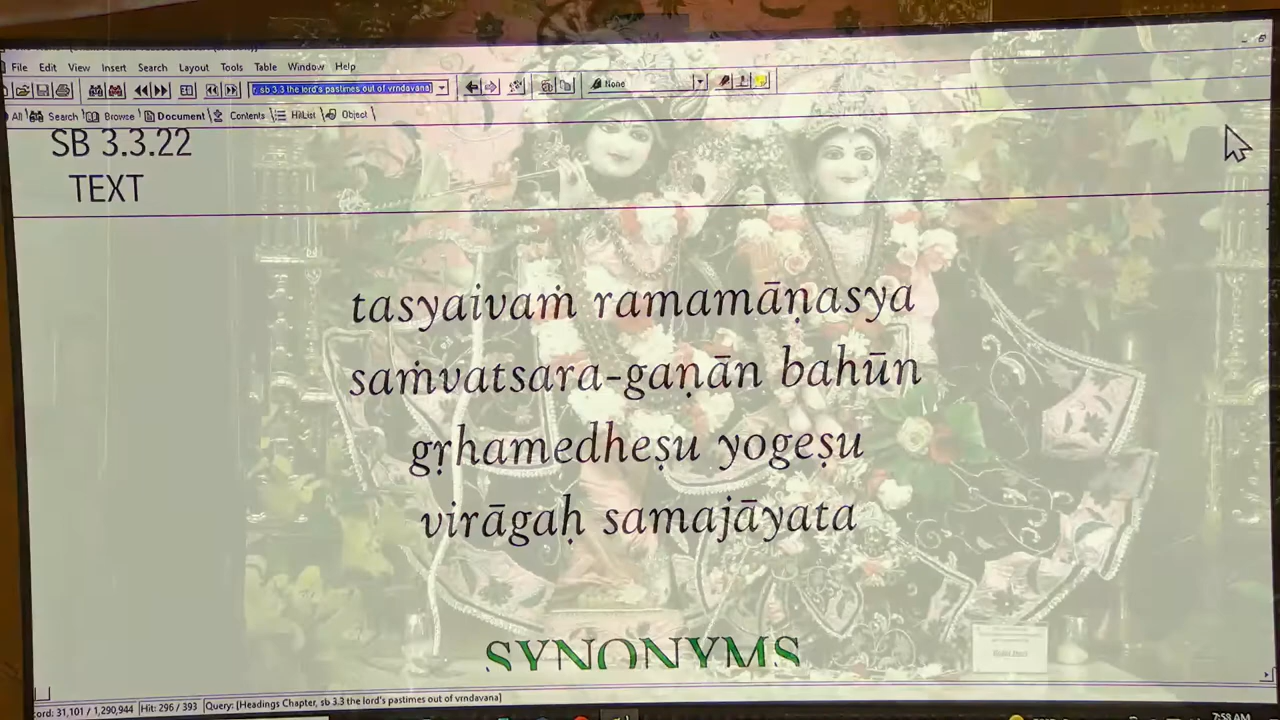 File Edit View Insert Search Layout Tools Table Window Help
sb 3.3 the lord's pastimes out of vrndavana] None
All Search Browse Document Contents HitList Object
SB 3.3.22
TEXT
tasyaivaṁ ramamāṇasya
saṁvatsara-gaṇān bahūn
gṛhamedheṣu yogeṣu
virāgaḥ samajāyata
SYNONYMS
cord: 31,101 / 1,290,944 Hit: 296 / 393 Query: [Headings Chapter, sb 3.3 the lord's pastimes out of vrndavana]
7:58 AM